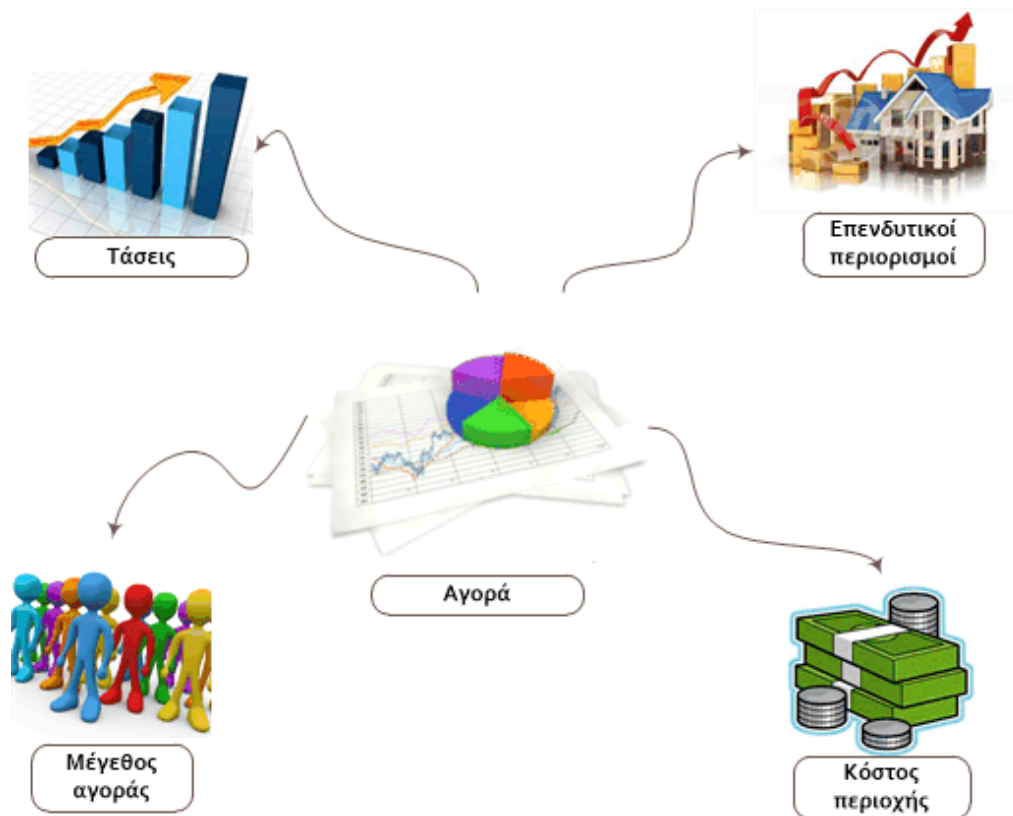 Τάσεις
Επενδυτικοί
περιορισμοί
Αγορά
Μέγεθος
αγοράς
Κόστος
περιοχής